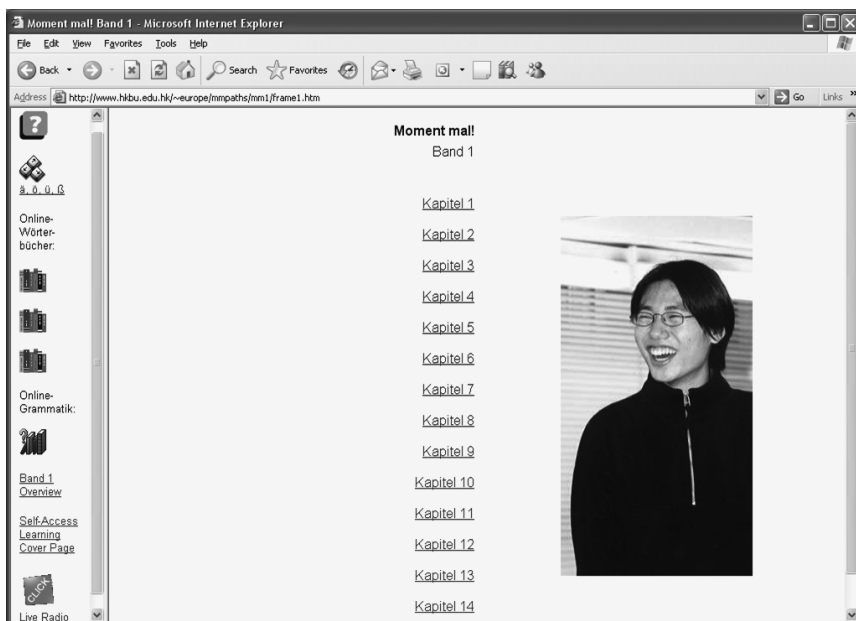 Moment mal! Band 1 - Microsoft Internet Explorer
File Edit View Favorites Tools Help
Back Search Favorites
Address http://www.hkbu.edu.hk/~europe/mmpaths/mm1/frame1.htm Go Links »
?
ä, ö, ü, ß
Online-
Wörter-
bücher:
Online-
Grammatik:
Band 1
Overview
Self-Access
Learning
Cover Page
CLICK
Live Radio
Moment mal!
Band 1
Kapitel 1
Kapitel 2
Kapitel 3
Kapitel 4
Kapitel 5
Kapitel 6
Kapitel 7
Kapitel 8
Kapitel 9
Kapitel 10
Kapitel 11
Kapitel 12
Kapitel 13
Kapitel 14